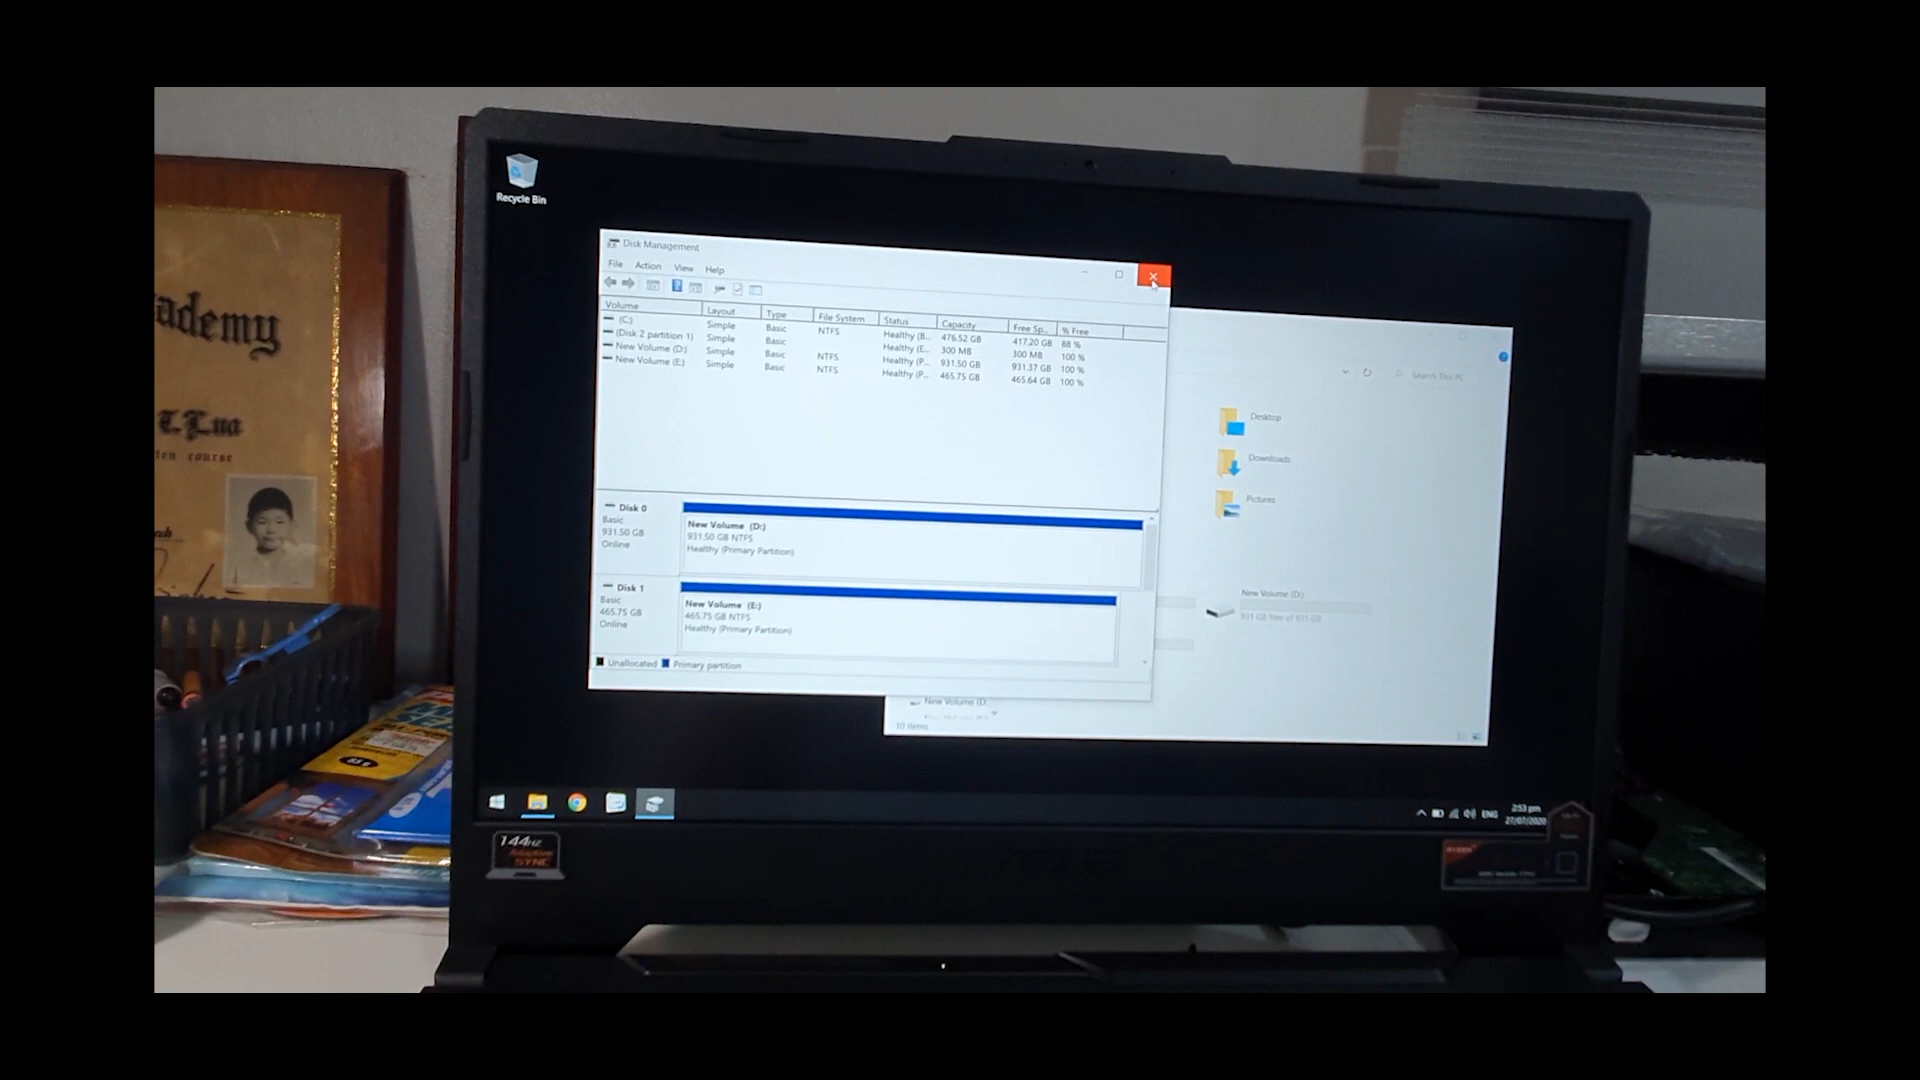 ademy
T. Lua
ten course
Recycle Bin
Disk Management
File Action View Help
Volume Layout Type File System Status Capacity Free Sp... % Free
(C:) Simple Basic NTFS Healthy (B... 476.52 GB 417.20 GB 88 %
(Disk 2 partition 1) Simple Basic Healthy (E... 300 MB 300 MB 100 %
New Volume (D:) Simple Basic NTFS Healthy (P... 931.50 GB 931.37 GB 100 %
New Volume (E:) Simple Basic NTFS Healthy (P... 465.75 GB 465.64 GB 100 %
Search This PC
Desktop
Downloads
Pictures
Disk 0
Basic
931.50 GB
Online
New Volume (D:)
931.50 GB NTFS
Healthy (Primary Partition)
Disk 1
Basic
465.75 GB
Online
New Volume (E:)
465.75 GB NTFS
Healthy (Primary Partition)
Unallocated Primary partition
New Volume (D:)
931 GB free of 931 GB
New Volume (D:
10 items
ENG
2:53 pm
27/07/2020
144Hz
Adaptive
SYNC
RYZEN